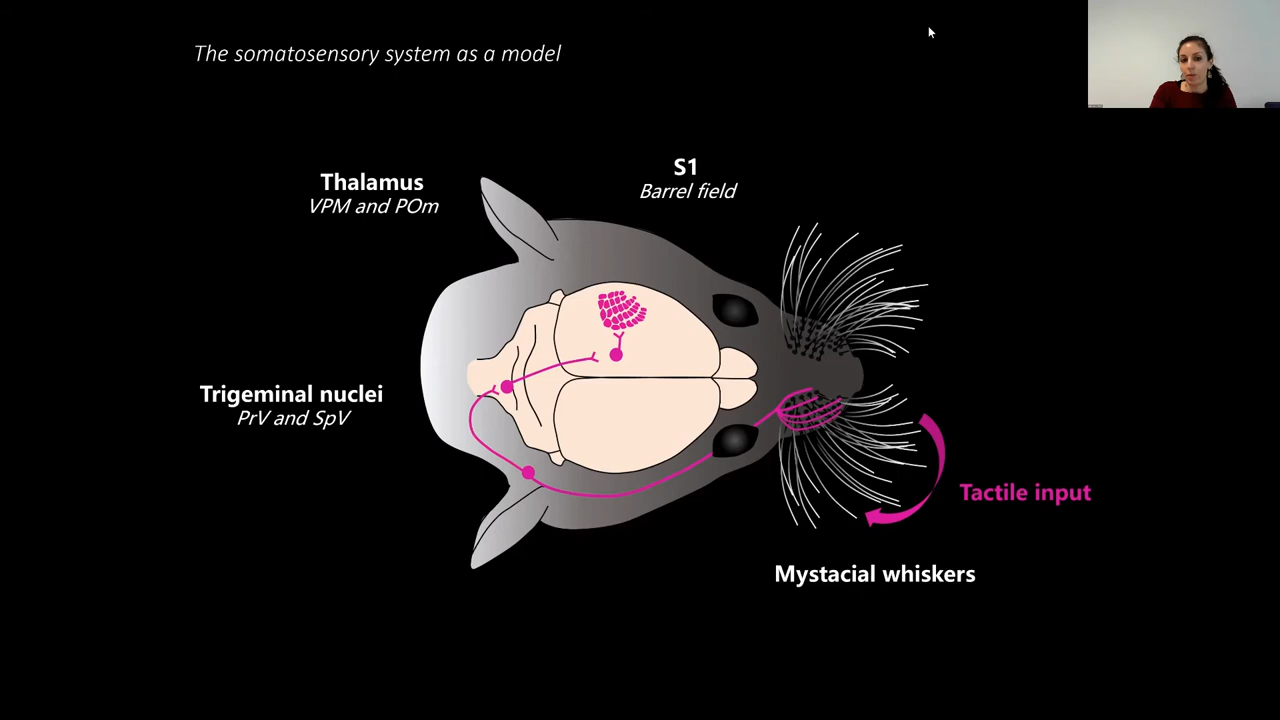 The somatosensory system as a model
Thalamus
VPM and POm
S1
Barrel field
Trigeminal nuclei
PrV and SpV
Tactile input
Mystacial whiskers